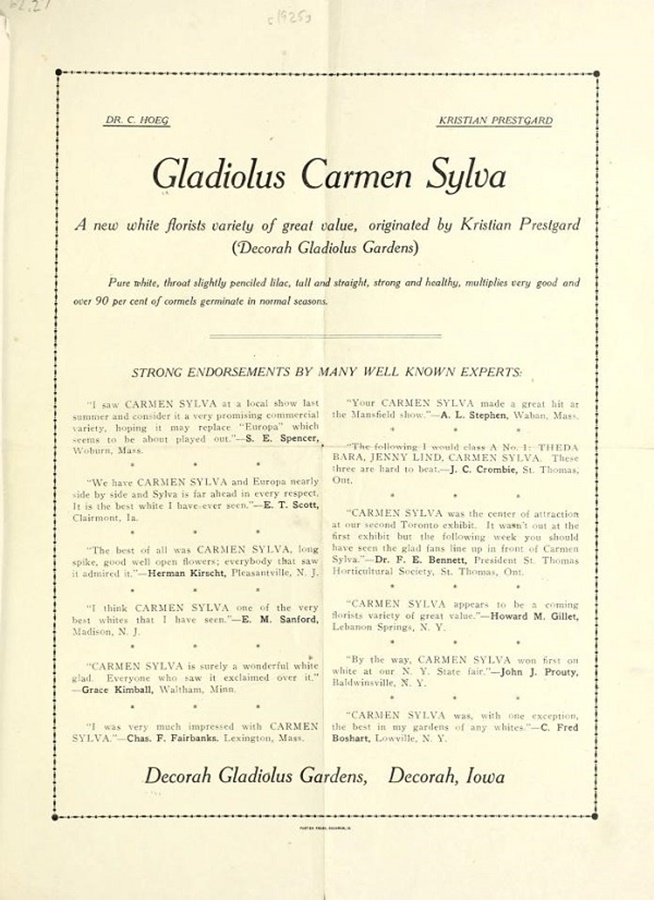 62.27
c1925
DR. C. HOEG
KRISTIAN PRESTGARD
Gladiolus Carmen Sylva
A new white florists variety of great value, originated by Kristian Prestgard
(Decorah Gladiolus Gardens)
Pure white, throat slightly penciled lilac, tall and straight, strong and healthy, multiplies very good and
over 90 per cent of cormels germinate in normal seasons.
STRONG ENDORSEMENTS BY MANY WELL KNOWN EXPERTS:
"I saw CARMEN SYLVA at a local show last
summer and consider it a very promising commercial
variety, hoping it may replace "Europa" which
seems to be about played out."—S. E. Spencer,
Woburn, Mass.
* * *
"We have CARMEN SYLVA and Europa nearly
side by side and Sylva is far ahead in every respect.
It is the best white I have ever seen."—E. T. Scott,
Clairmont, Ia.
* * *
"The best of all was CARMEN SYLVA, long
spike, good well open flowers; everybody that saw
it admired it."—Herman Kirscht, Pleasantville, N. J.
* * *
"I think CARMEN SYLVA one of the very
best whites that I have seen."—E. M. Sanford,
Madison, N. J.
* * *
"CARMEN SYLVA is surely a wonderful white
glad. Everyone who saw it exclaimed over it."
—Grace Kimball, Waltham, Minn.
* * *
"I was very much impressed with CARMEN
SYLVA."—Chas. F. Fairbanks, Lexington, Mass.
"Your CARMEN SYLVA made a great hit at
the Mansfield show."—A. L. Stephen, Waban, Mass.
* * *
"The following I would class A No. 1: THEDA
BARA, JENNY LIND, CARMEN SYLVA. These
three are hard to beat.—J. C. Crombie, St. Thomas,
Ont.
* * *
"CARMEN SYLVA was the center of attraction
at our second Toronto exhibit. It wasn't out at the
first exhibit but the following week you should
have seen the glad fans line up in front of Carmen
Sylva."—Dr. F. E. Bennett, President St. Thomas
Horticultural Society, St. Thomas, Ont.
* * *
"CARMEN SYLVA appears to be a coming
florists variety of great value."—Howard M. Gillet,
Lebanon Springs, N. Y.
* * *
"By the way, CARMEN SYLVA won first on
white at our N. Y. State fair."—John J. Prouty,
Baldwinsville, N. Y.
* * *
"CARMEN SYLVA was, with one exception,
the best in my gardens of any whites."—C. Fred
Boshart, Lowville, N. Y.
Decorah Gladiolus Gardens, Decorah, Iowa